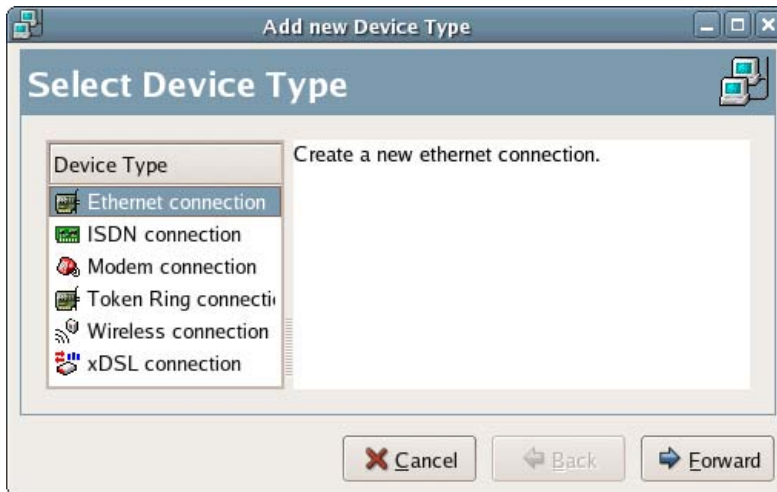 Add new Device Type
Select Device Type
Device Type
Ethernet connection
ISDN connection
Modem connection
Token Ring connecti
Wireless connection
xDSL connection
Create a new ethernet connection.
Cancel
Back
Forward